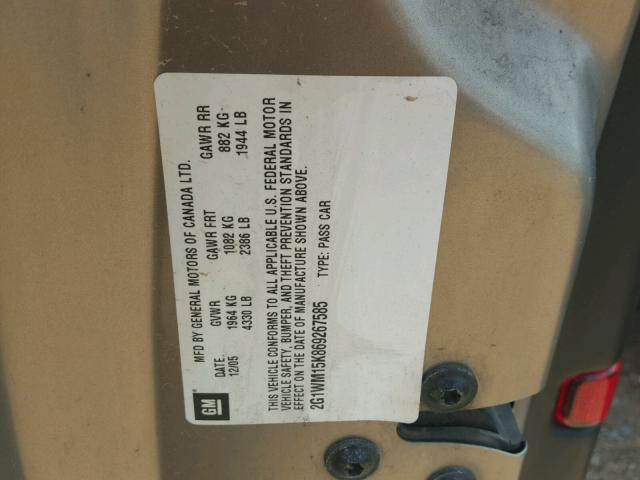 MFD BY GENERAL MOTORS OF CANADA LTD.
DATE GVWR GAWR FRT GAWR RR
12/05 1964 KG 1082 KG 882 KG
4330 LB 2386 LB 1944 LB
THIS VEHICLE CONFORMS TO ALL APPLICABLE U.S. FEDERAL MOTOR
VEHICLE SAFETY, BUMPER, AND THEFT PREVENTION STANDARDS IN
EFFECT ON THE DATE OF MANUFACTURE SHOWN ABOVE.
2G1WM15K869267585 TYPE: PASS CAR
GM